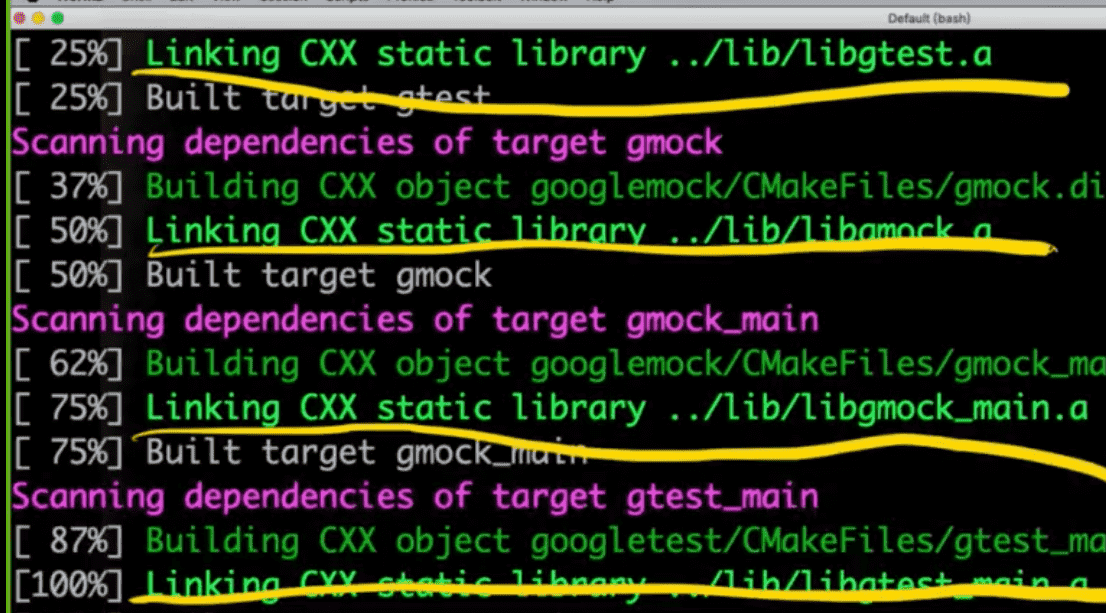 Default (bash)
[ 25%] Linking CXX static library ../lib/libgtest.a
[ 25%] Built target gtest
Scanning dependencies of target gmock
[ 37%] Building CXX object googlemock/CMakeFiles/gmock.di
[ 50%] Linking CXX static library ../lib/libgmock.a
[ 50%] Built target gmock
Scanning dependencies of target gmock_main
[ 62%] Building CXX object googlemock/CMakeFiles/gmock_ma
[ 75%] Linking CXX static library ../lib/libgmock_main.a
[ 75%] Built target gmock_main
Scanning dependencies of target gtest_main
[ 87%] Building CXX object googletest/CMakeFiles/gtest_ma
[100%] Linking CXX static library ../lib/libgtest_main.a